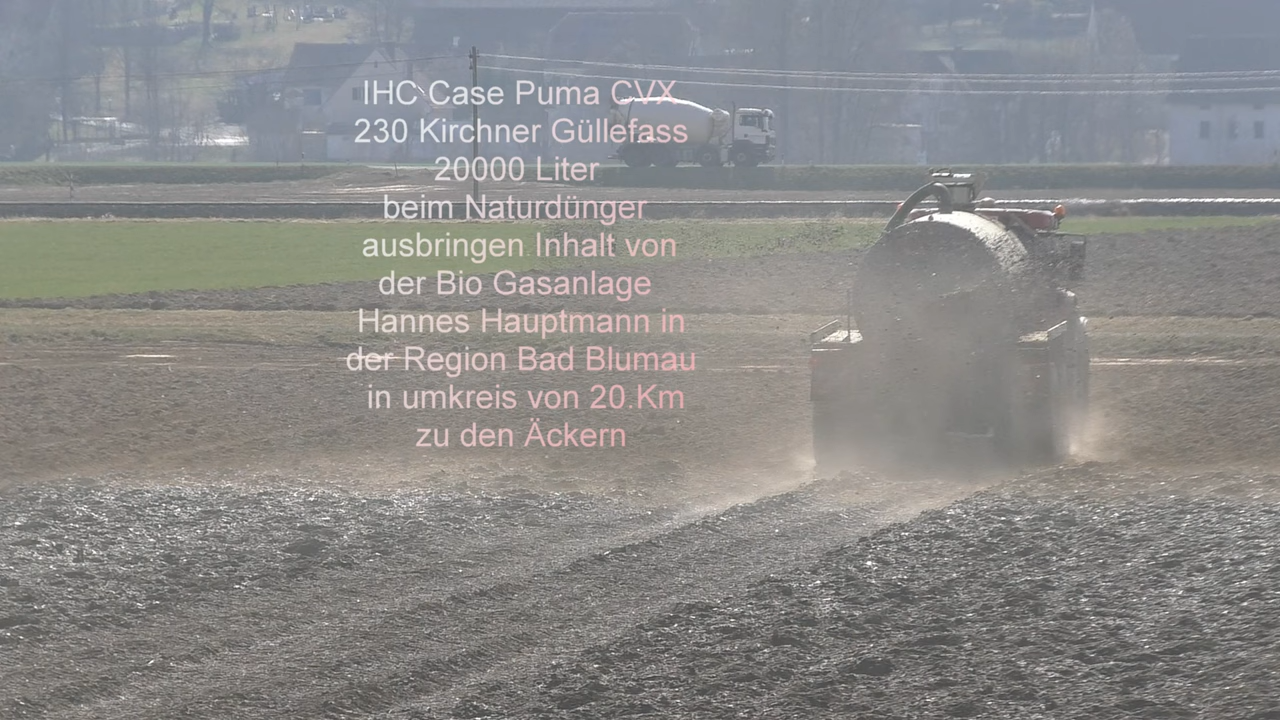 IHC Case Puma CVX
230 Kirchner Güllefass
20000 Liter
beim Naturdünger
ausbringen Inhalt von
der Bio Gasanlage
Hannes Hauptmann in
der Region Bad Blumau
in umkreis von 20.Km
zu den Äckern